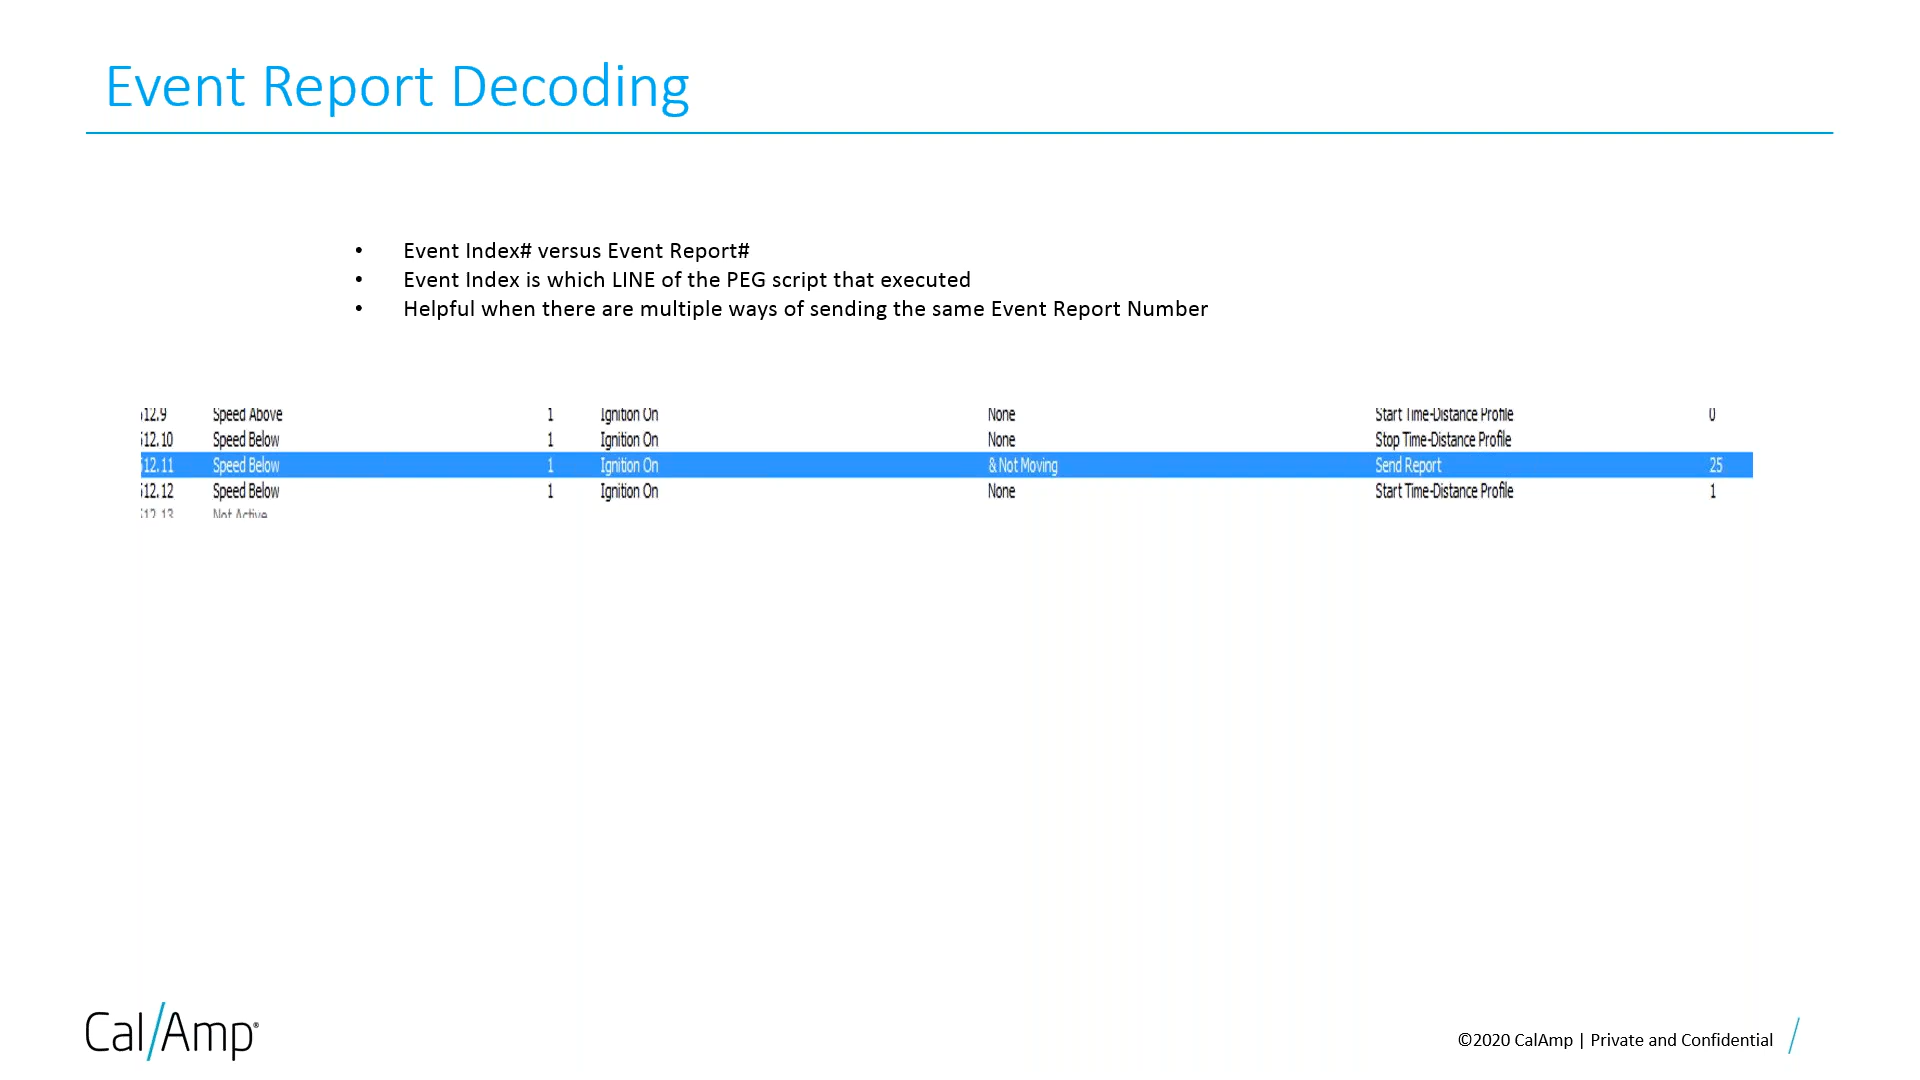 Event Report Decoding
• Event Index# versus Event Report#
• Event Index is which LINE of the PEG script that executed
• Helpful when there are multiple ways of sending the same Event Report Number
12.9 Speed Above 1 Ignition On None Start Time-Distance Profile 0
12.10 Speed Below 1 Ignition On None Stop Time-Distance Profile
12.11 Speed Below 1 Ignition On & Not Moving Send Report 25
12.12 Speed Below 1 Ignition On None Start Time-Distance Profile 1
12.13 Not Active
Cal/Amp®
©2020 CalAmp | Private and Confidential